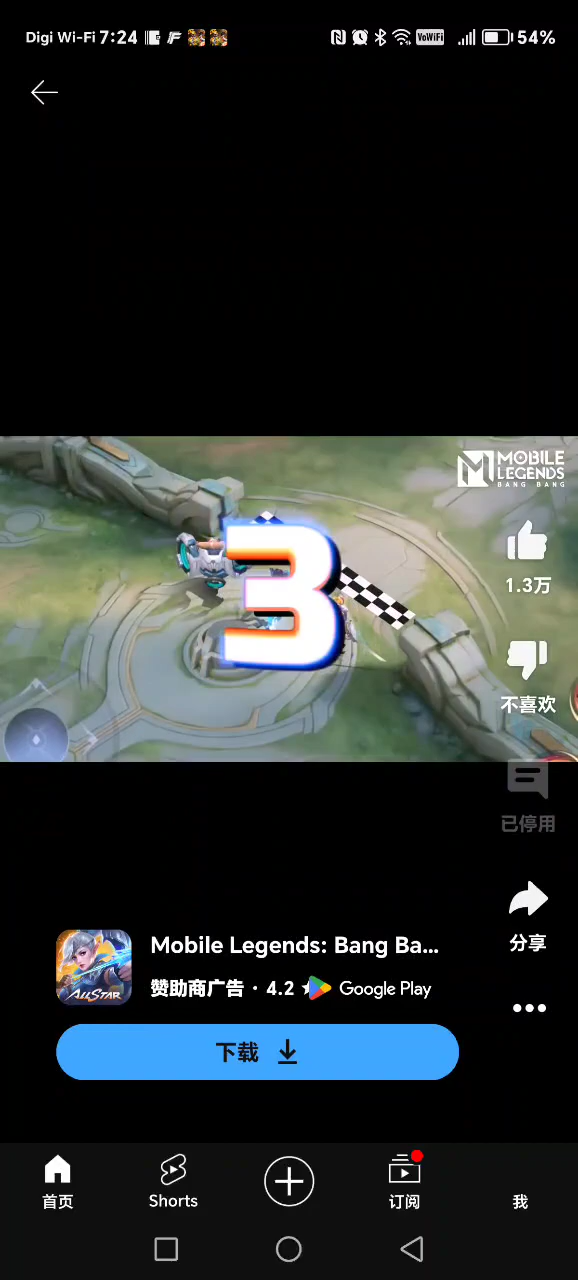 Digi Wi-Fi 7:24
VoWiFi 54%
MOBILE
LEGENDS
BANG BANG
3
1.3万
不喜欢
已停用
分享
ALLSTAR
Mobile Legends: Bang Ba...
赞助商广告 · 4.2 ★ Google Play
下载
首页
Shorts
订阅
我